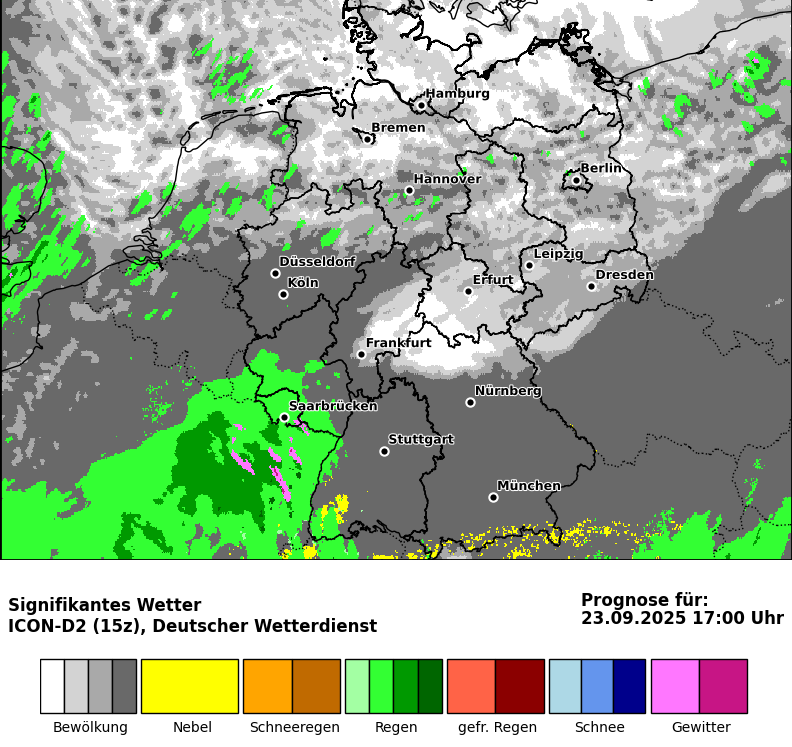 Hamburg
Bremen
Berlin
Hannover
Leipzig
Düsseldorf
Dresden
Erfurt
Köln
Frankfurt
Nürnberg
Saarbrücken
Stuttgart
München
Signifikantes Wetter
ICON-D2 (15z), Deutscher Wetterdienst
Prognose für:
23.09.2025 17:00 Uhr
Bewölkung Nebel Schneeregen Regen gefr. Regen Schnee Gewitter